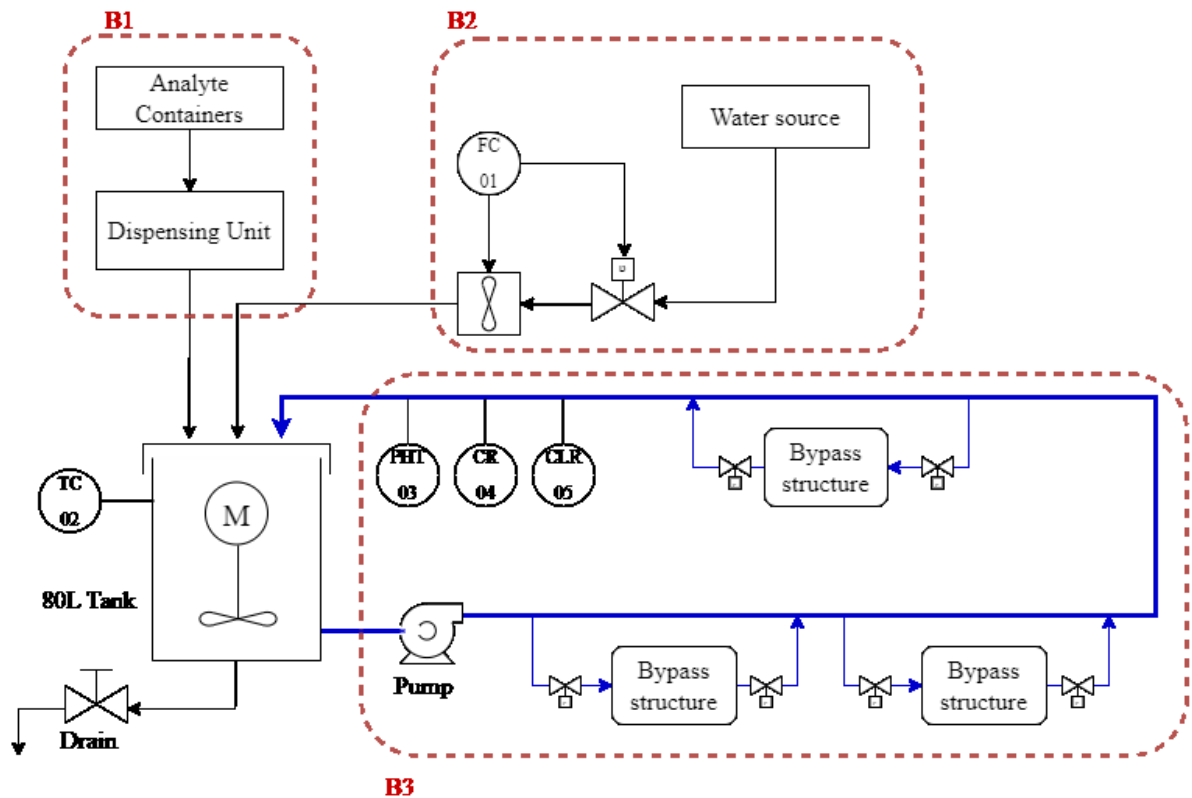 B1
B2
Analyte
Containers
Water source
FC
01
Dispensing Unit
PHT
03
CR
04
CLR
05
Bypass
structure
TC
02
M
80L Tank
Pump
Bypass
structure
Bypass
structure
Drain
B3